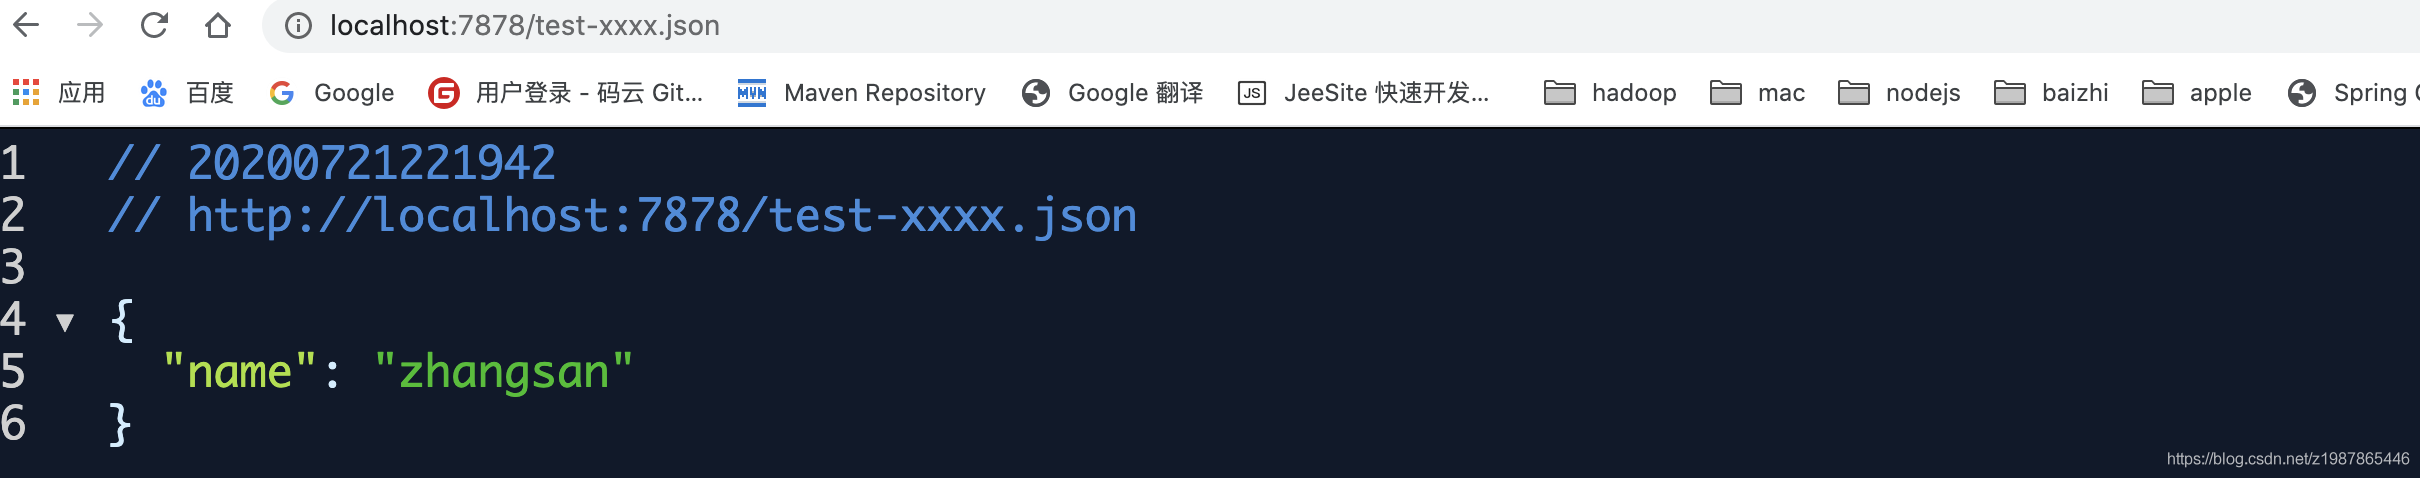 localhost:7878/test-xxxx.json
应用 百度 Google 用户登录 - 码云 Git... Maven Repository Google 翻译 JS JeeSite 快速开发... hadoop mac nodejs baizhi apple Spring
1 // 20200721221942
2 // http://localhost:7878/test-xxxx.json
3
4 ▼ {
5 "name": "zhangsan"
6 }
https://blog.csdn.net/z1987865446